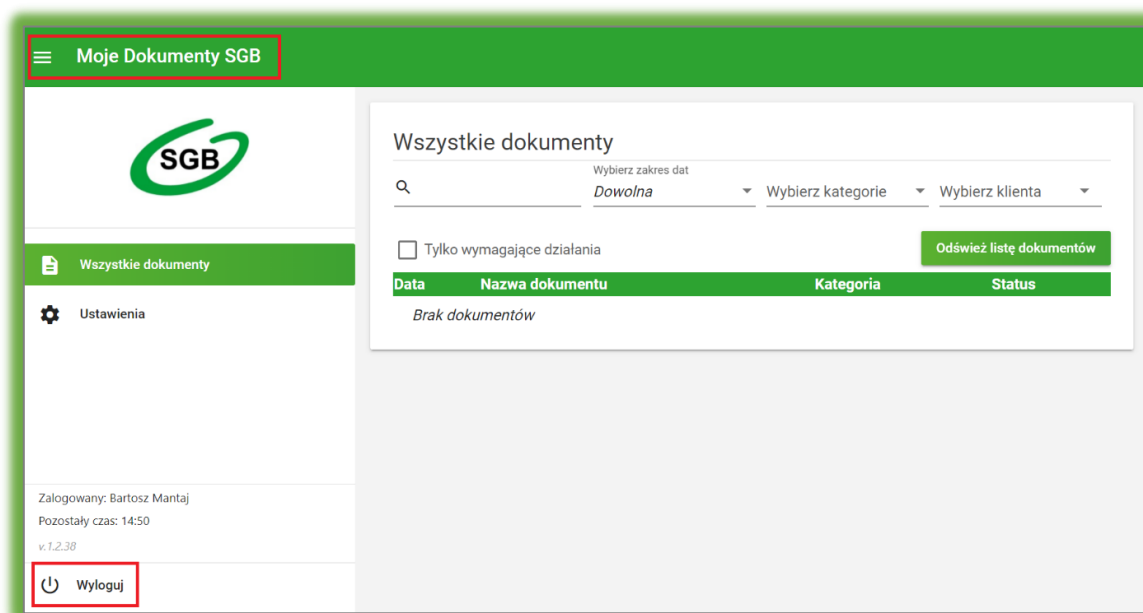 Moje Dokumenty SGB
SGB
Wszystkie dokumenty
Ustawienia
Zalogowany: Bartosz Mantaj
Pozostały czas: 14:50
v.1.2.38
Wyloguj
Wszystkie dokumenty
Wybierz zakres dat
Dowolna Wybierz kategorie Wybierz klienta
Tylko wymagające działania Odśwież listę dokumentów
Data Nazwa dokumentu Kategoria Status
Brak dokumentów